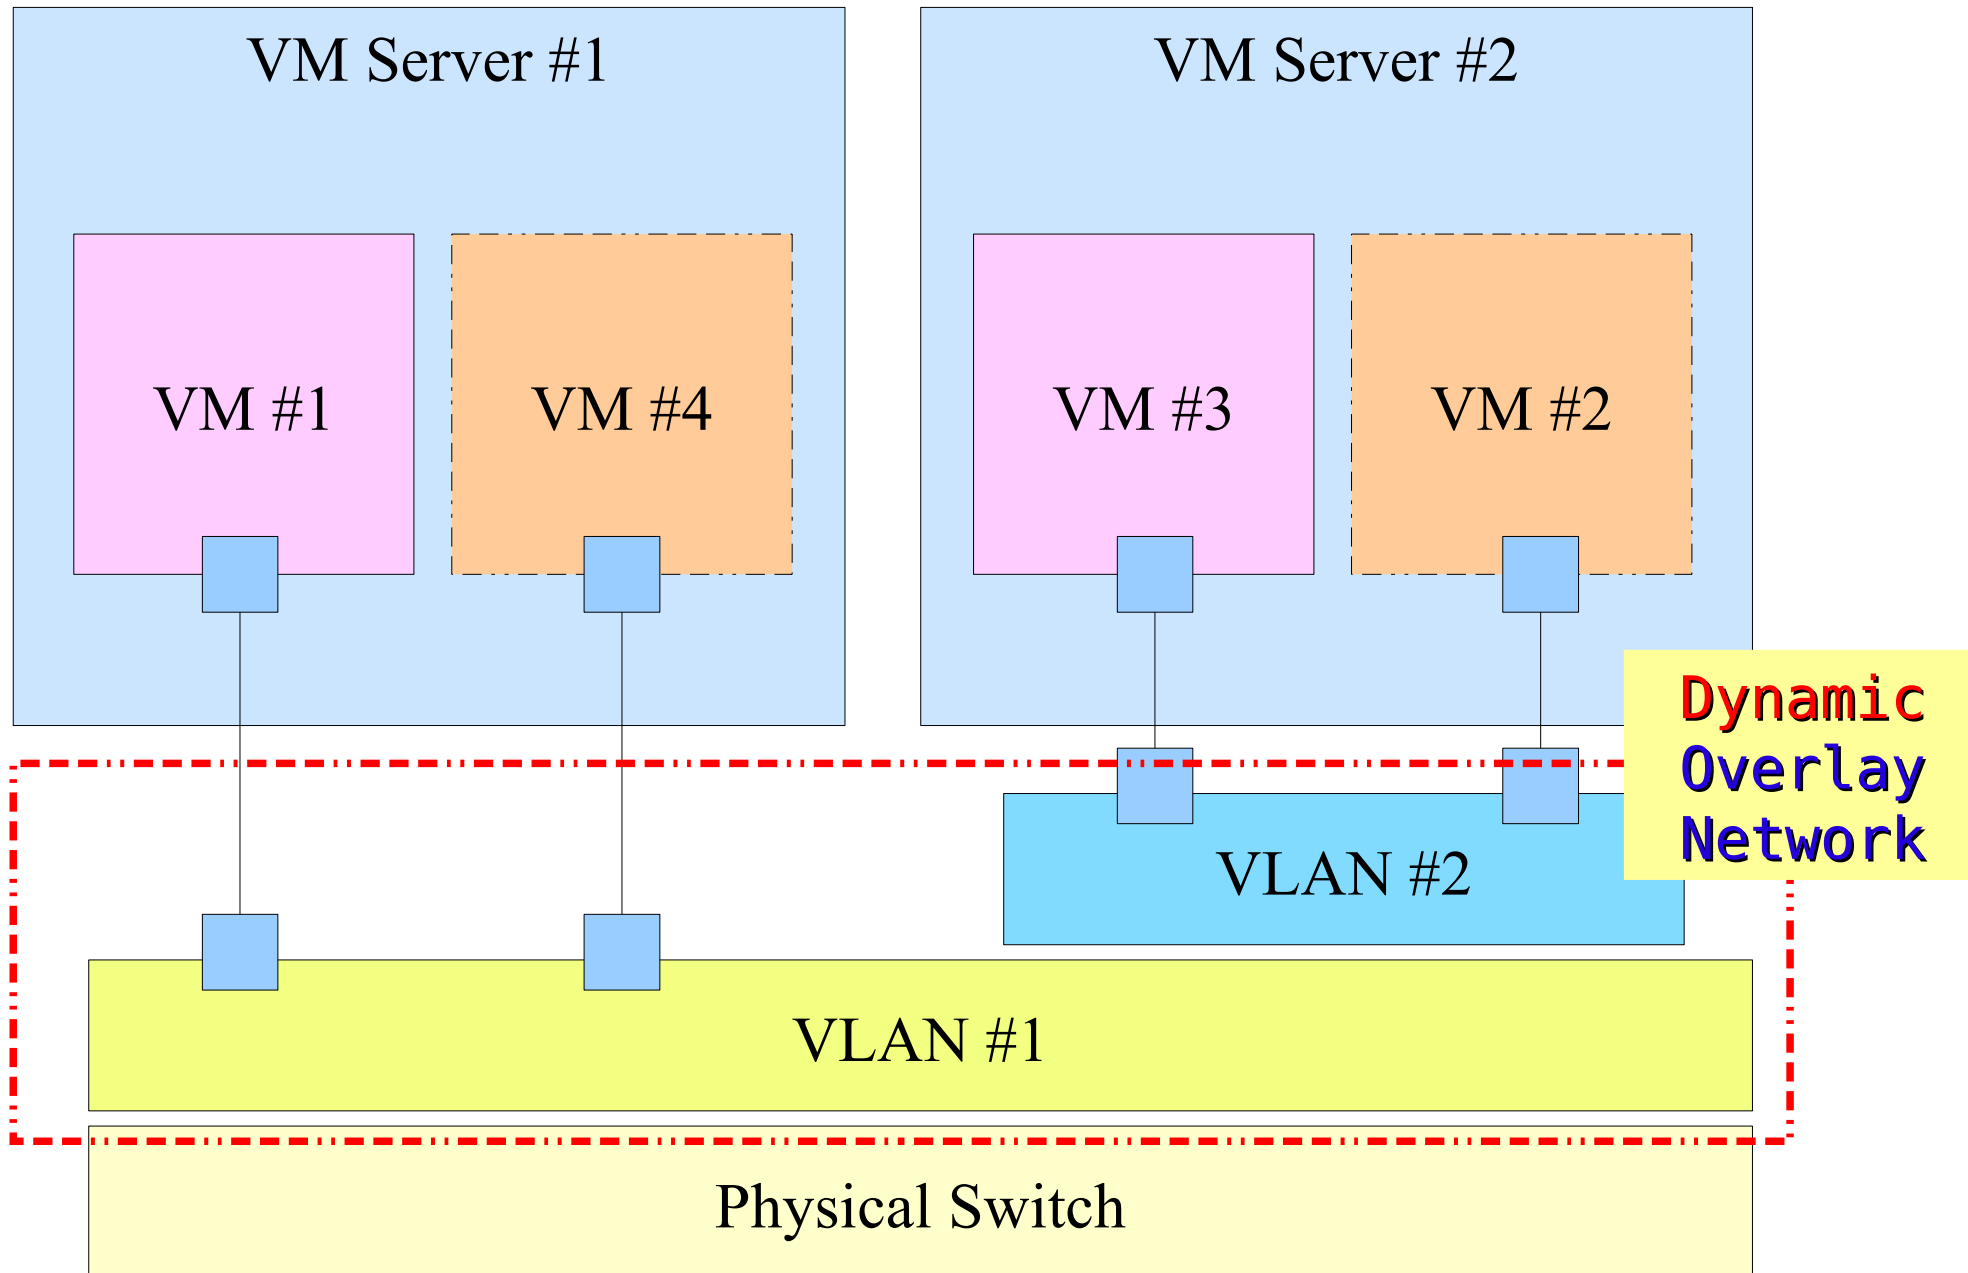 VM Server #1
VM Server #2
VM #1
VM #4
VM #3
VM #2
Dynamic
Overlay
Network
VLAN #2
VLAN #1
Physical Switch